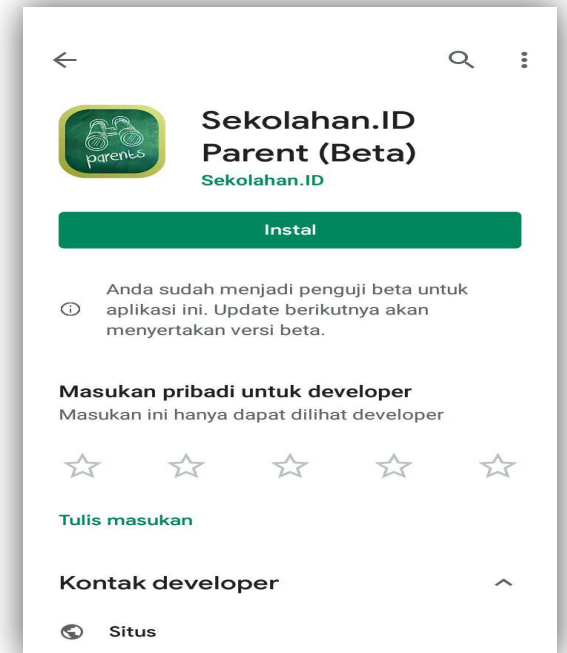 Sekolahan.ID
Parent (Beta)
Sekolahan.ID
parents
Instal
Anda sudah menjadi penguji beta untuk
aplikasi ini. Update berikutnya akan
menyertakan versi beta.
Masukan pribadi untuk developer
Masukan ini hanya dapat dilihat developer
Tulis masukan
Kontak developer
Situs